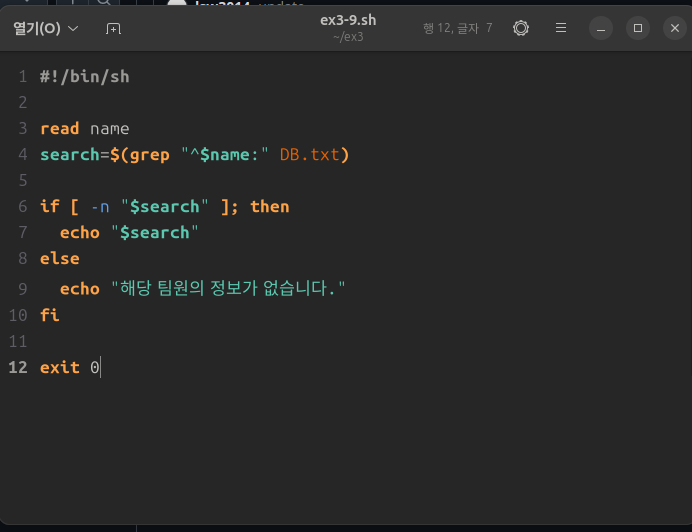 열기(O)
ex3-9.sh
~/ex3
행 12, 글자 7
1 #!/bin/sh
2
3 read name
4 search=$(grep "^$name:" DB.txt)
5
6 if [ -n "$search" ]; then
7 echo "$search"
8 else
9 echo "해당 팀원의 정보가 없습니다."
10 fi
11
12 exit 0